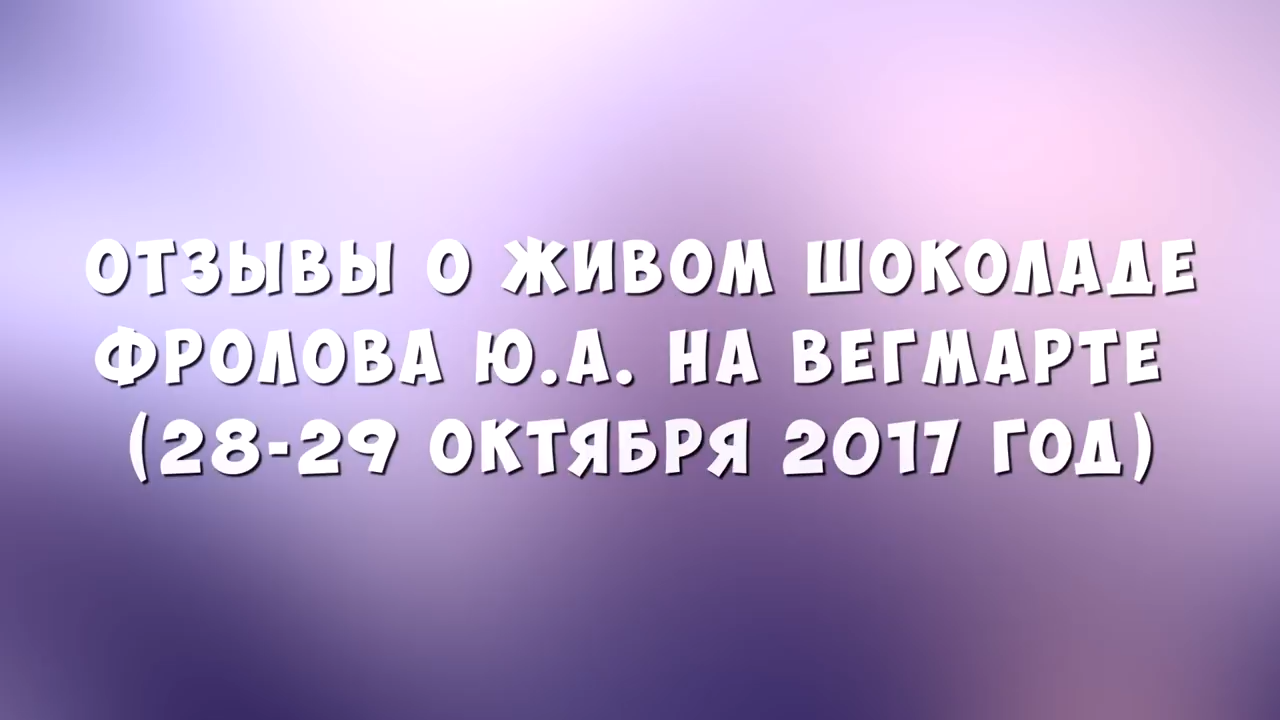 ОТЗЫВЫ О ЖИВОМ ШОКОЛАДЕ
ФРОЛОВА Ю.А. НА ВЕГМАРТЕ
(28-29 ОКТЯБРЯ 2017 ГОД)